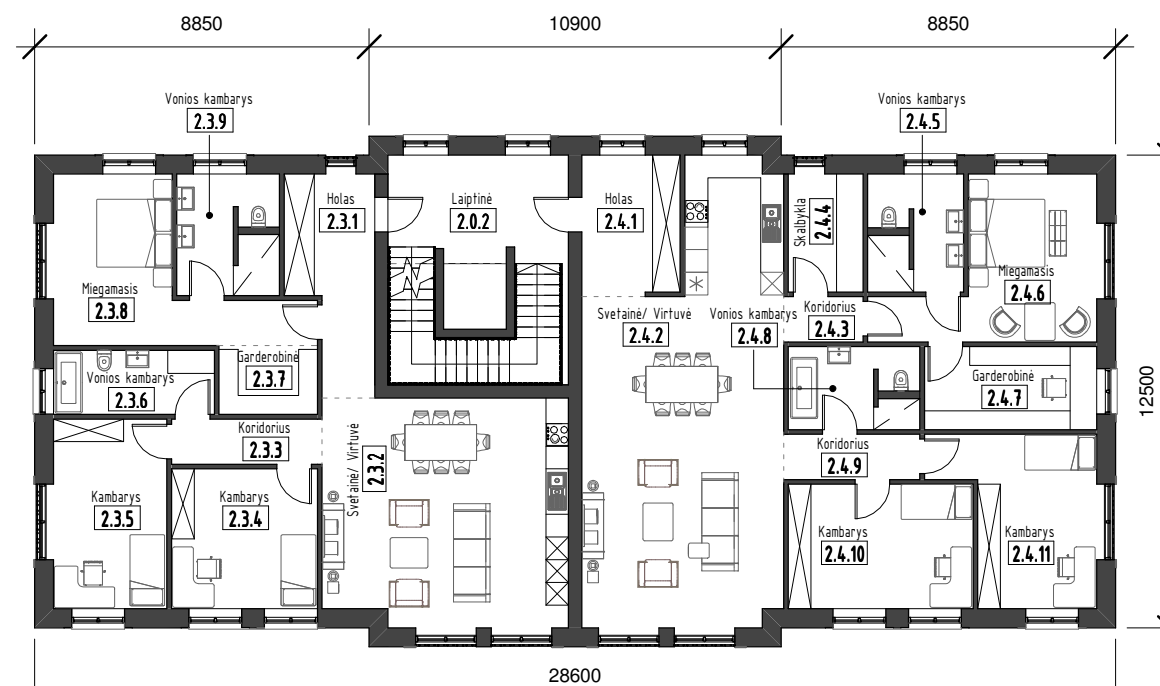 8850
10900
8850
Vonios kambarys
2.3.9
Vonios kambarys
2.4.5
Holas
2.3.1
Laiptinė
2.0.2
Holas
2.4.1
Skalbykla
2.4.4
Miegamasis
2.3.8
Miegamasis
2.4.6
Svetainė/ Virtuvė
2.4.2
Vonios kambarys
2.4.8
Koridorius
2.4.3
Garderobinė
2.3.7
Vonios kambarys
2.3.6
Garderobinė
2.4.7
12500
Koridorius
2.3.3
Svetainė/ Virtuvė
2.3.2
Koridorius
2.4.9
Kambarys
2.3.5
Kambarys
2.3.4
Kambarys
2.4.10
Kambarys
2.4.11
28600